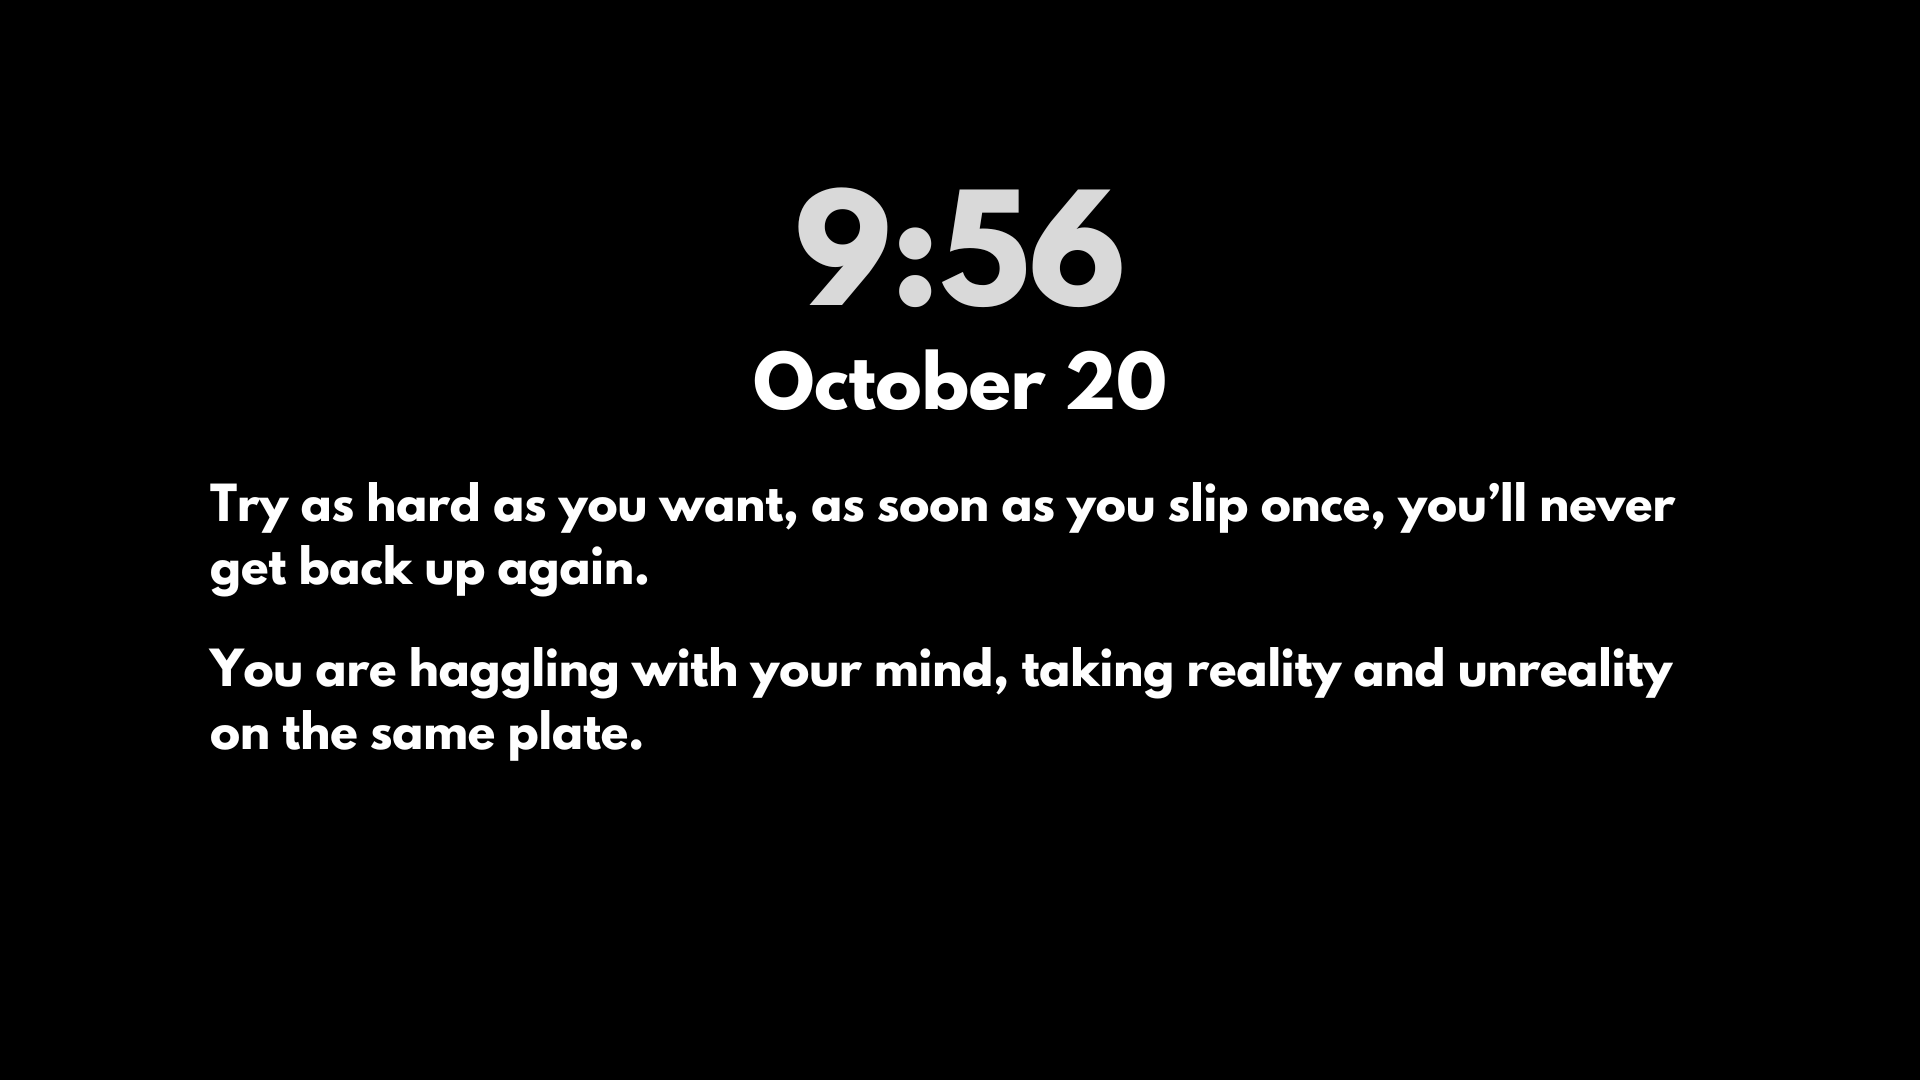 9:56
October 20
Try as hard as you want, as soon as you slip once, you’ll never
get back up again.
You are haggling with your mind, taking reality and unreality
on the same plate.